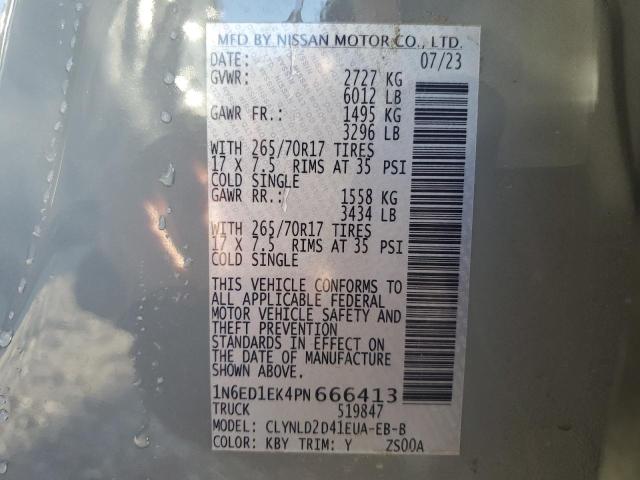 MFD BY NISSAN MOTOR CO., LTD.
DATE: 07/23
GVWR: 2727 KG
6012 LB
GAWR FR.: 1495 KG
3296 LB
WITH 265/70R17 TIRES
17 X 7.5 RIMS AT 35 PSI
COLD SINGLE
GAWR RR.: 1558 KG
3434 LB
WITH 265/70R17 TIRES
17 X 7.5 RIMS AT 35 PSI
COLD SINGLE
THIS VEHICLE CONFORMS TO
ALL APPLICABLE FEDERAL
MOTOR VEHICLE SAFETY AND
THEFT PREVENTION
STANDARDS IN EFFECT ON
THE DATE OF MANUFACTURE
SHOWN ABOVE.
1N6ED1EK4PN666413
TRUCK 519847
MODEL: CLYNLD2D41EUA-EB-B
COLOR: KBY TRIM: Y ZS00A